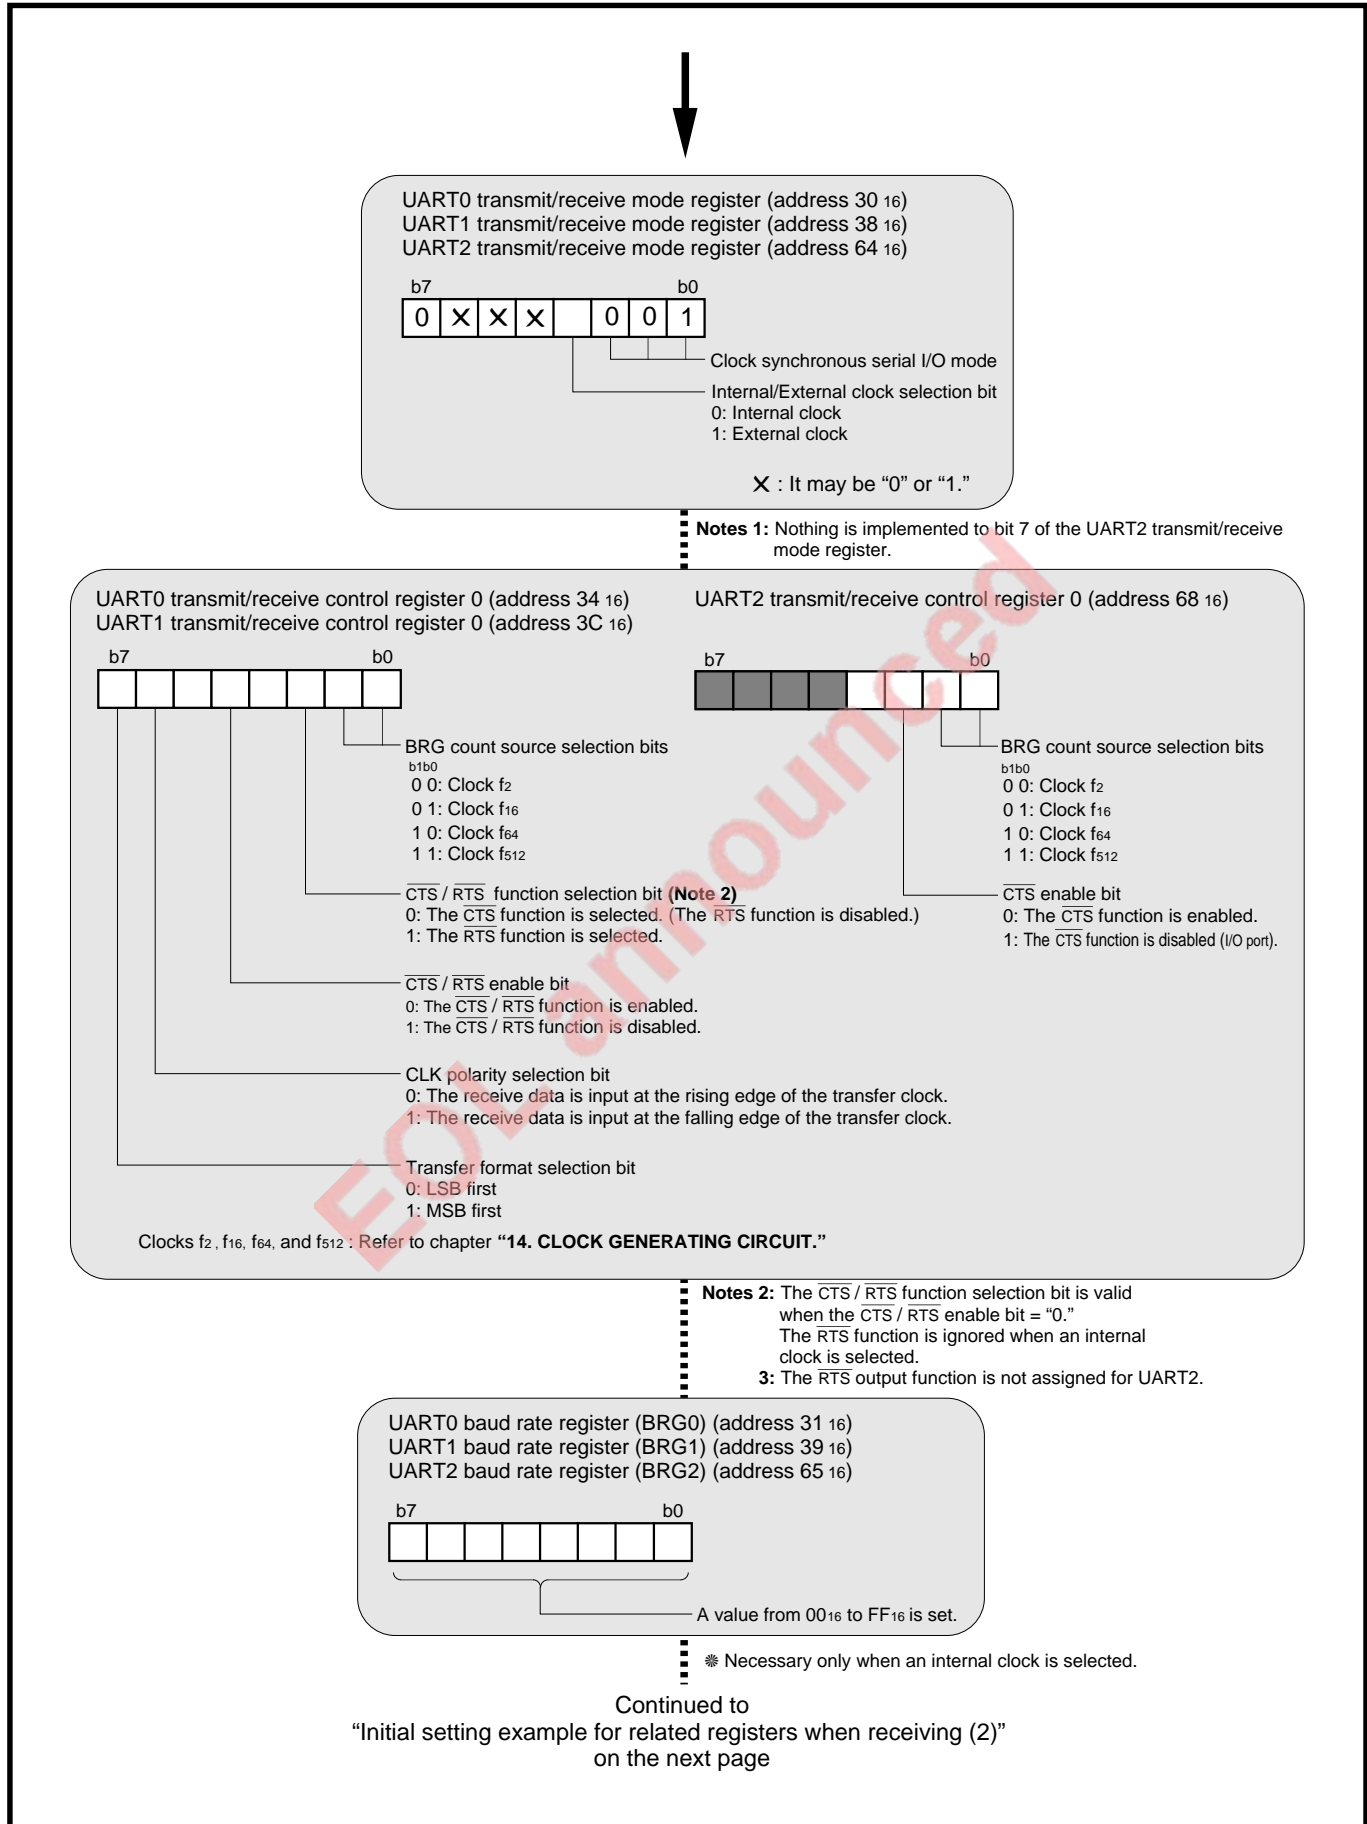 UART0 transmit/receive mode register (address 30 16)
UART1 transmit/receive mode register (address 38 16)
UART2 transmit/receive mode register (address 64 16)
b7 b0
0 X X X 0 0 1
Clock synchronous serial I/O mode
Internal/External clock selection bit
0: Internal clock
1: External clock
X : It may be “0” or “1.”
Notes 1: Nothing is implemented to bit 7 of the UART2 transmit/receive
mode register.
UART0 transmit/receive control register 0 (address 34 16)
UART1 transmit/receive control register 0 (address 3C 16)
b7 b0
BRG count source selection bits
b1b0
0 0: Clock f2
0 1: Clock f16
1 0: Clock f64
1 1: Clock f512
CTS / RTS function selection bit (Note 2)
0: The CTS function is selected. (The RTS function is disabled.)
1: The RTS function is selected.
CTS / RTS enable bit
0: The CTS / RTS function is enabled.
1: The CTS / RTS function is disabled.
CLK polarity selection bit
0: The receive data is input at the rising edge of the transfer clock.
1: The receive data is input at the falling edge of the transfer clock.
Transfer format selection bit
0: LSB first
1: MSB first
UART2 transmit/receive control register 0 (address 68 16)
b7 b0
BRG count source selection bits
b1b0
0 0: Clock f2
0 1: Clock f16
1 0: Clock f64
1 1: Clock f512
CTS enable bit
0: The CTS function is enabled.
1: The CTS function is disabled (I/O port).
Clocks f2 , f16, f64, and f512 : Refer to chapter “14. CLOCK GENERATING CIRCUIT.”
EOL announced
Notes 2: The CTS / RTS function selection bit is valid
when the CTS / RTS enable bit = “0.”
The RTS function is ignored when an internal
clock is selected.
3: The RTS output function is not assigned for UART2.
UART0 baud rate register (BRG0) (address 31 16)
UART1 baud rate register (BRG1) (address 39 16)
UART2 baud rate register (BRG2) (address 65 16)
b7 b0
A value from 0016 to FF16 is set.
❊ Necessary only when an internal clock is selected.
Continued to
“Initial setting example for related registers when receiving (2)”
on the next page